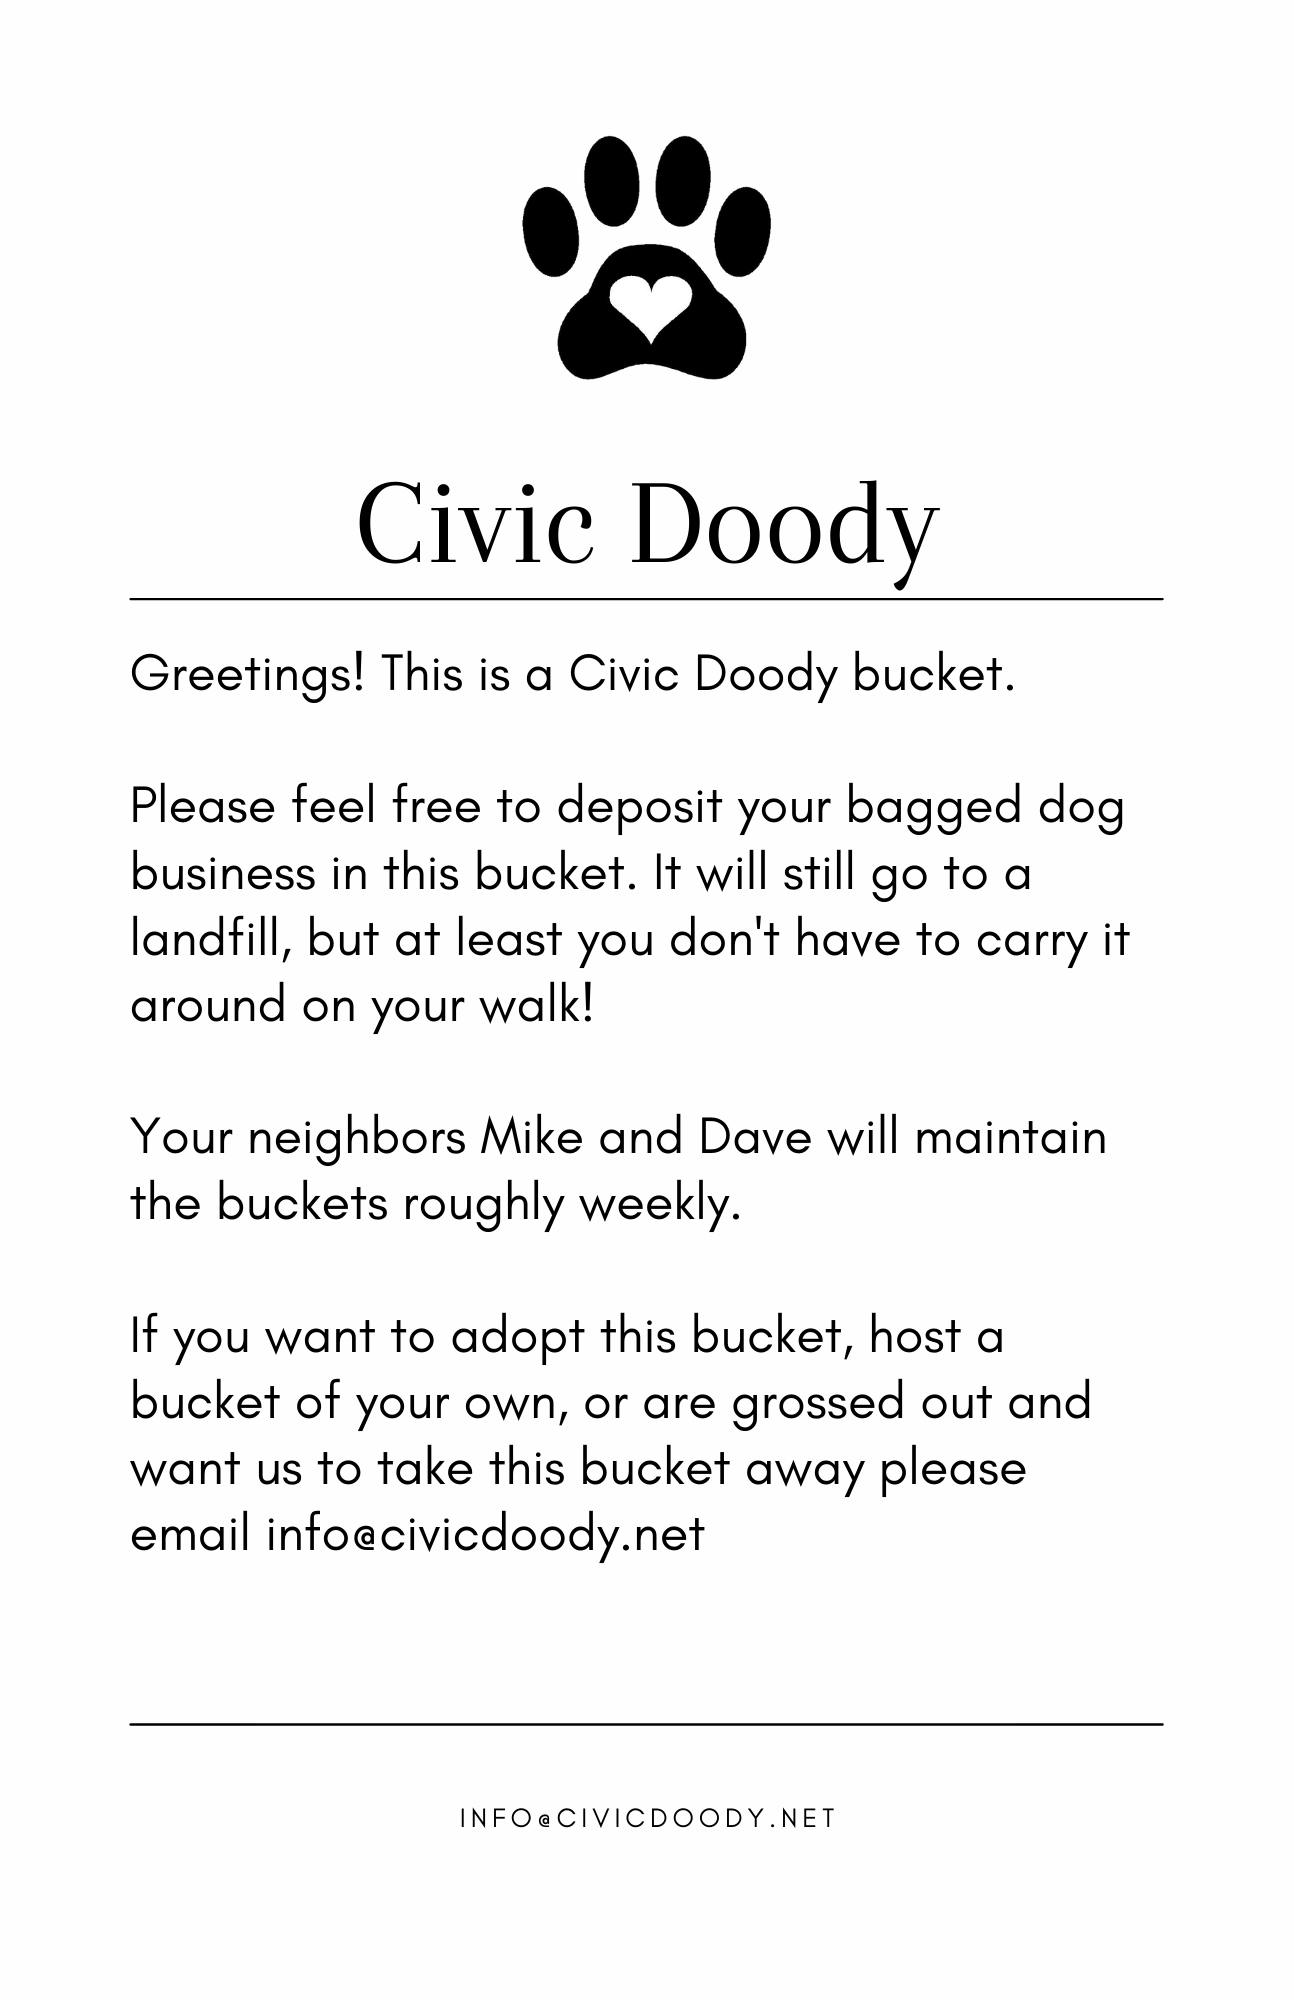 Civic Doody
Greetings! This is a Civic Doody bucket.
Please feel free to deposit your bagged dog
business in this bucket. It will still go to a
landfill, but at least you don't have to carry it
around on your walk!
Your neighbors Mike and Dave will maintain
the buckets roughly weekly.
If you want to adopt this bucket, host a
bucket of your own, or are grossed out and
want us to take this bucket away please
email info@civicdoody.net
INFO@CIVICDOODY.NET